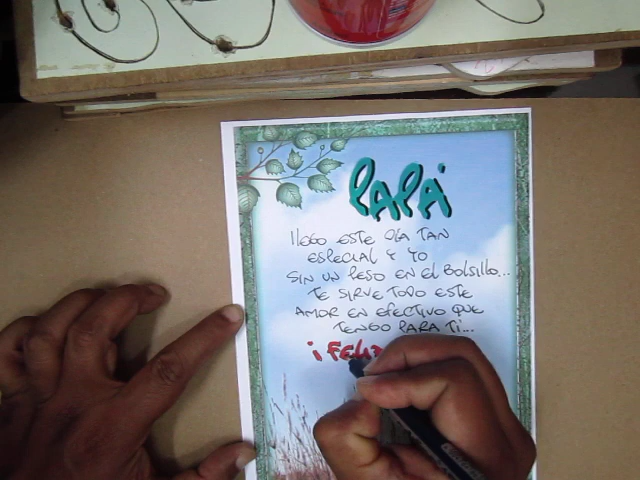 PAPÁ
llegó este día tan
especial y yo
sin un peso en el bolsillo...
te sirve todo este
amor en efectivo que
tengo para ti...
¡FELIZ